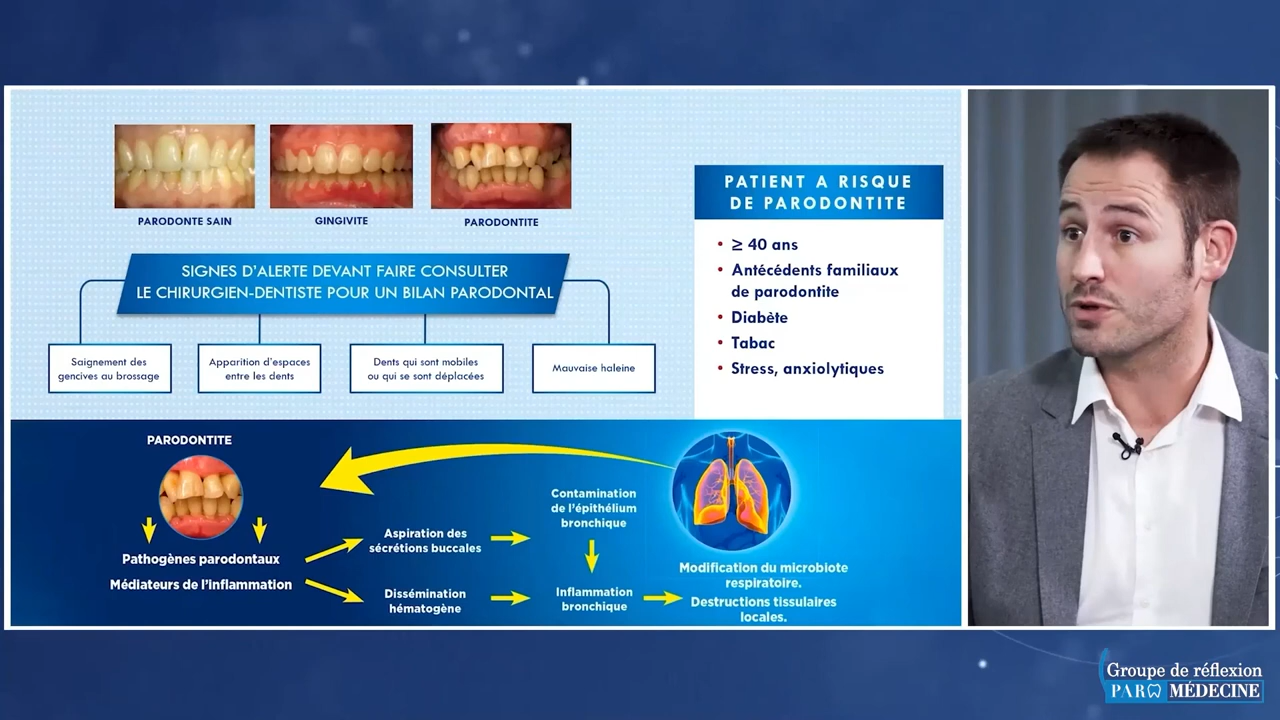 PARODONTE SAIN
GINGIVITE
PARODONTITE
SIGNES D'ALERTE DEVANT FAIRE CONSULTER
LE CHIRURGIEN-DENTISTE POUR UN BILAN PARODONTAL
Saignement des
gencives au brossage
Apparition d'espaces
entre les dents
Dents qui sont mobiles
ou qui se sont déplacées
Mauvaise haleine
PATIENT A RISQUE
DE PARODONTITE
• ≥ 40 ans
• Antécédents familiaux
de parodontite
• Diabète
• Tabac
• Stress, anxiolytiques
PARODONTITE
Pathogènes parodontaux
Médiateurs de l'inflammation
Aspiration des
sécrétions buccales
Dissémination
hématogène
Contamination
de l'épithélium
bronchique
Inflammation
bronchique
Modification du microbiote
respiratoire.
Destructions tissulaires
locales.
Groupe de réflexion
PARO MÉDECINE